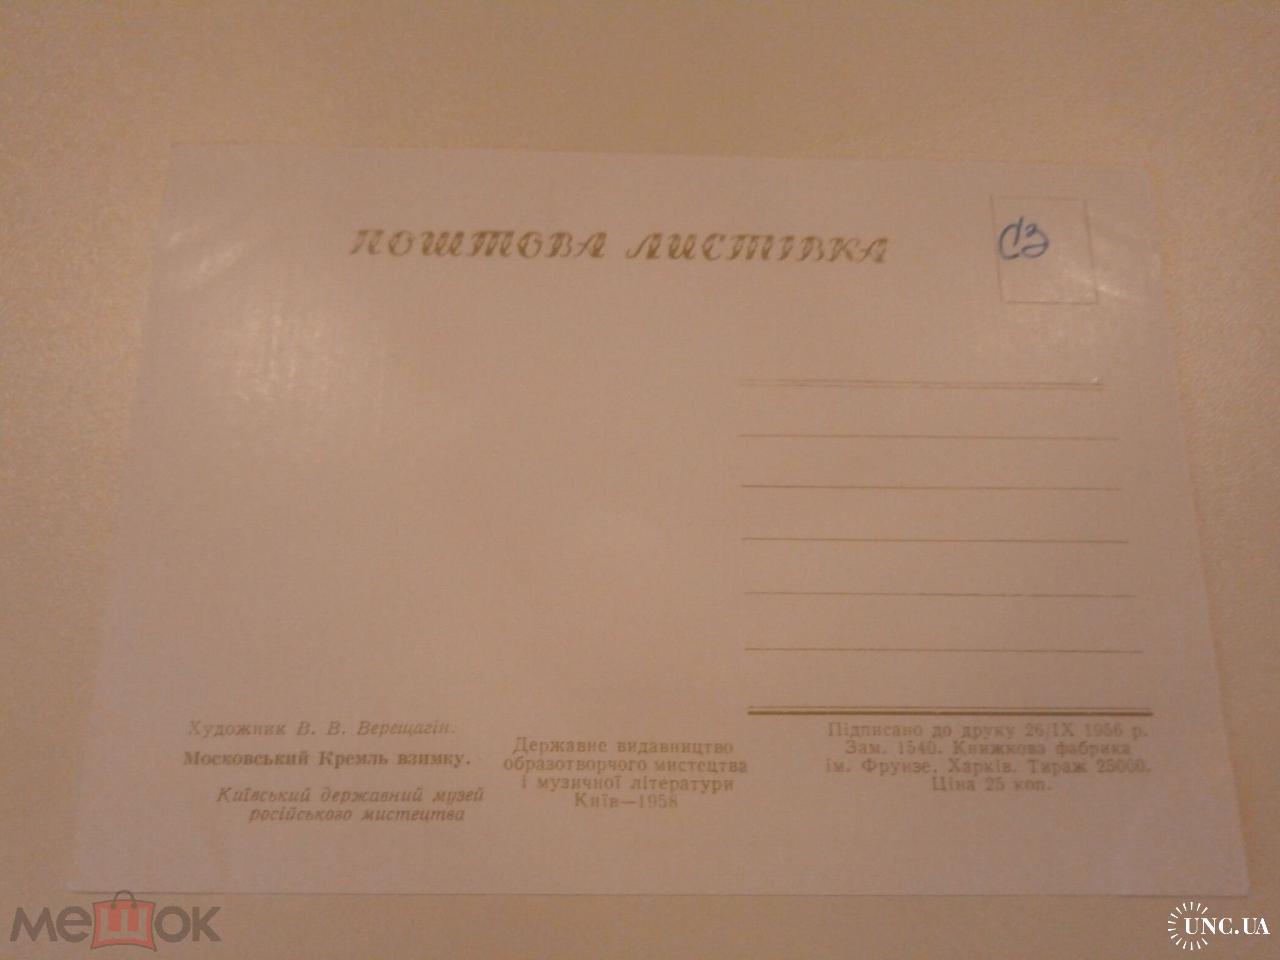 ПОШТОВА ЛИСТІВКА
СЗ
Художник В. В. Верещагін.
Московський Кремль взимку.
Київський державний музей
російського мистецтва
Державне видавництво
образотворчого мистецтва
і музичної літератури
Київ—1958
Підписано до друку 26/IX 1956 р.
Зам. 1540. Книжкова фабрика
ім. Фрунзе. Харків. Тираж 25000.
Ціна 25 коп.
мешок
UNC.UA